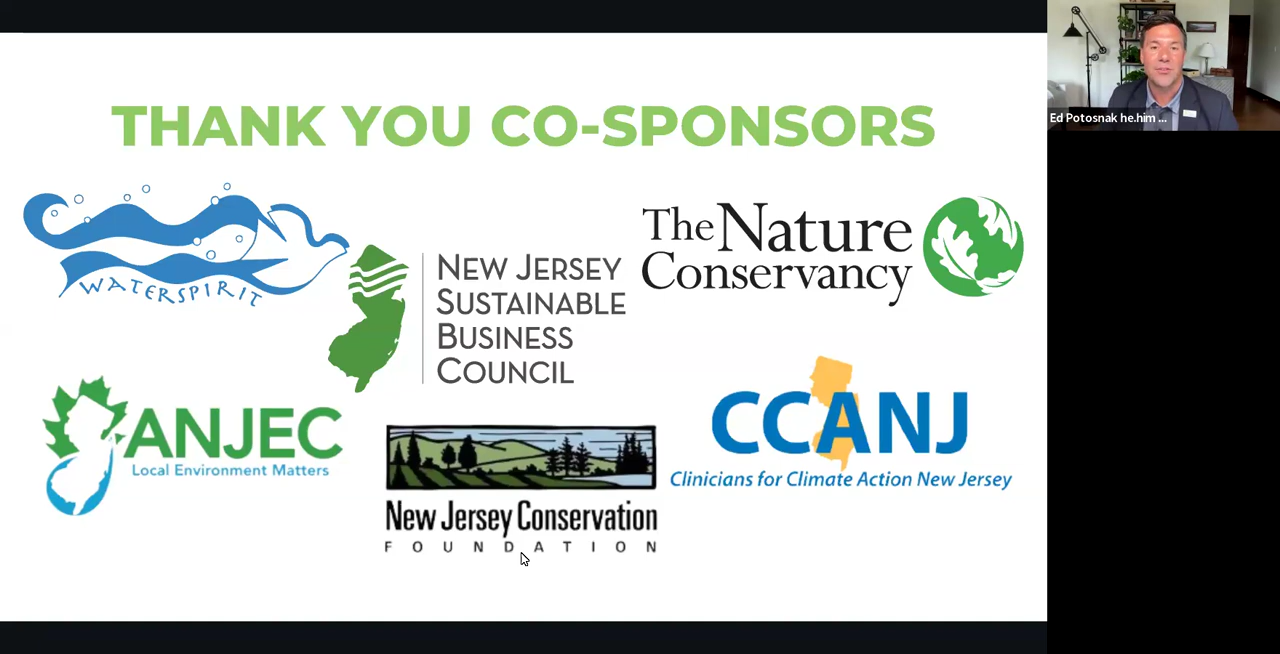 THANK YOU CO-SPONSORS
Ed Potosnak he.him ...
WATERSPIRIT
The Nature
Conservancy
NEW JERSEY
SUSTAINABLE
BUSINESS
COUNCIL
ANJEC
Local Environment Matters
CCANJ
Clinicians for Climate Action New Jersey
New Jersey Conservation
FOUNDATION